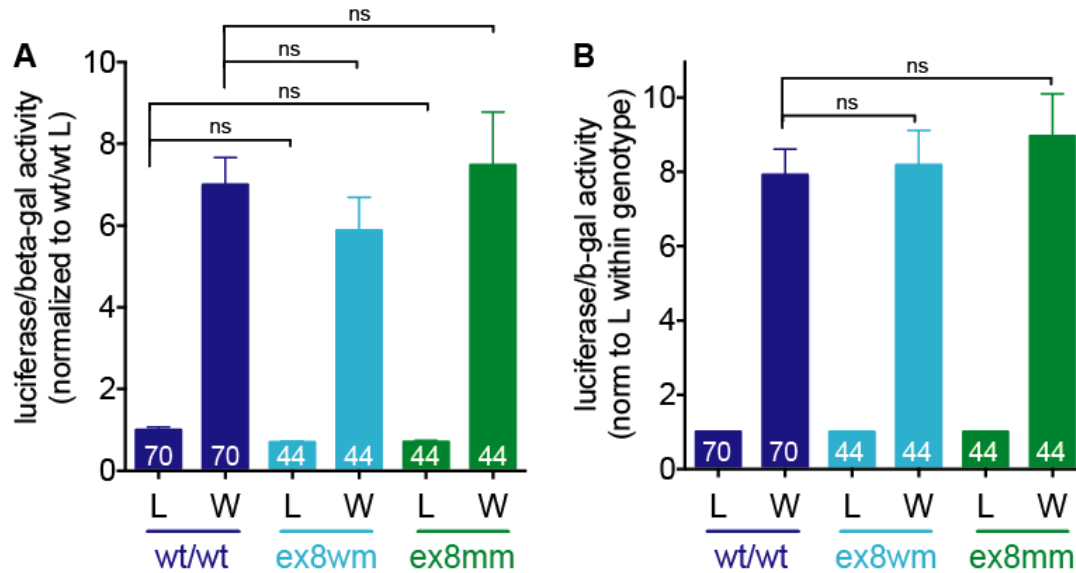 A
luciferase/beta-gal activity
(normalized to wt/wt L)
10
8
6
4
2
0
ns
ns
ns
ns
70
70
44
44
44
44
L W L W L W
wt/wt ex8wm ex8mm
B
luciferase/b-gal activity
(norm to L within genotype)
10
8
6
4
2
0
ns
ns
70
70
44
44
44
44
L W L W L W
wt/wt ex8wm ex8mm